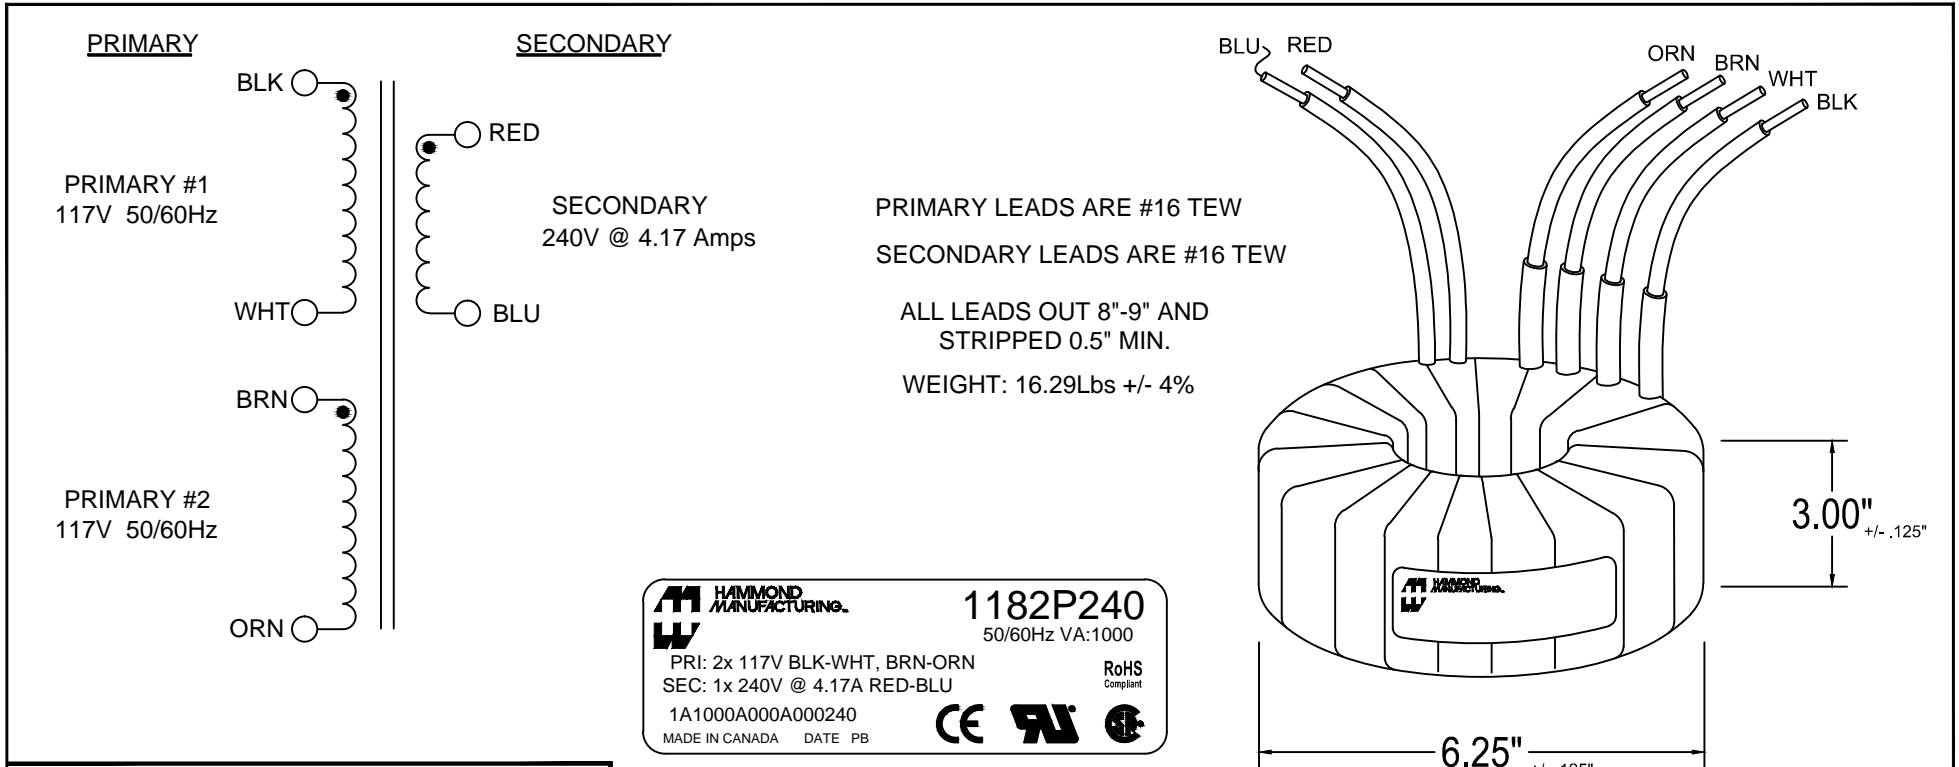 PRIMARY
SECONDARY
BLK
RED
PRIMARY #1
117V 50/60Hz
SECONDARY
240V @ 4.17 Amps
WHT
BLU
BRN
PRIMARY #2
117V 50/60Hz
ORN
PRIMARY LEADS ARE #16 TEW
SECONDARY LEADS ARE #16 TEW
ALL LEADS OUT 8"-9" AND
STRIPPED 0.5" MIN.
WEIGHT: 16.29Lbs +/- 4%
BLU RED
ORN
BRN
WHT
BLK
3.00" +/- .125"
HAMMOND
MANUFACTURING™
6.25" +/- .125"
HAMMOND
MANUFACTURING™
1182P240
50/60Hz VA:1000
PRI: 2x 117V BLK-WHT, BRN-ORN
SEC: 1x 240V @ 4.17A RED-BLU
RoHS
Compliant
1A1000A000A000240
MADE IN CANADA DATE PB
CE